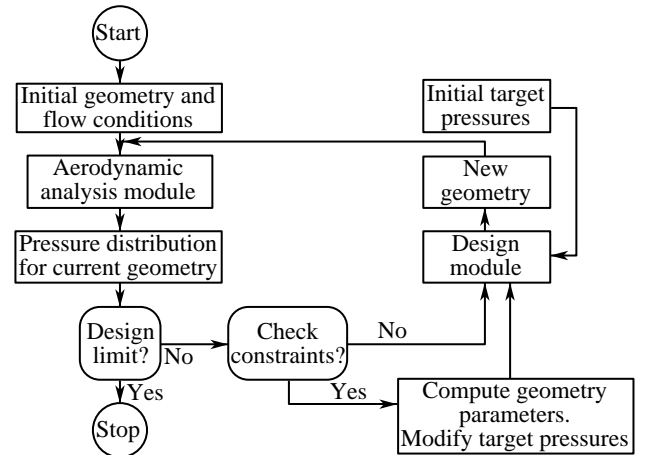 Start
Initial geometry and
flow conditions
Initial target
pressures
Aerodynamic
analysis module
New
geometry
Pressure distribution
for current geometry
Design
module
Design
limit?
No
Check
constraints?
No
Yes
Yes
Compute geometry
parameters.
Modify target pressures
Stop